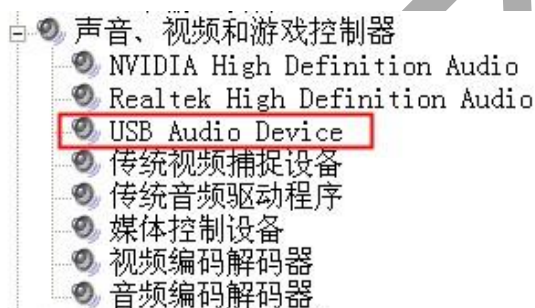 声音、视频和游戏控制器
NVIDIA High Definition Audio
Realtek High Definition Audio
USB Audio Device
传统视频捕捉设备
传统音频驱动程序
媒体控制设备
视频编码解码器
音频编码解码器